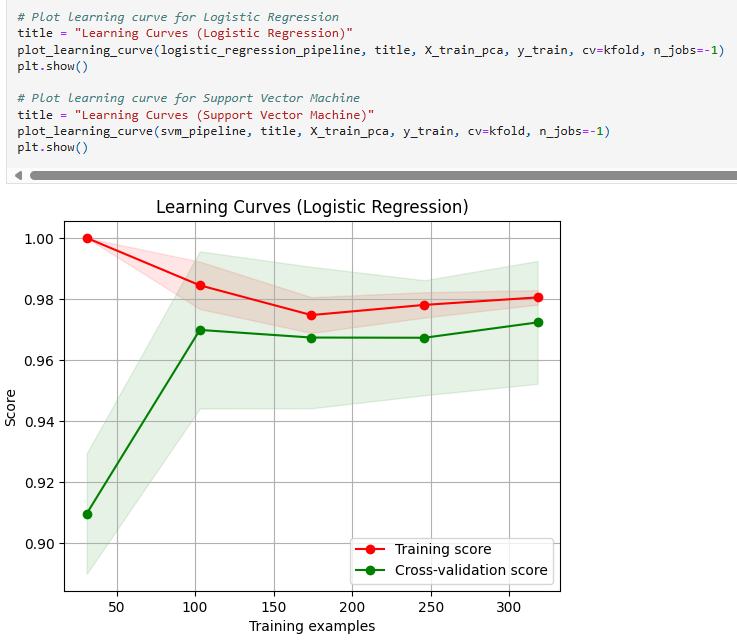 # Plot learning curve for Logistic Regression
title = "Learning Curves (Logistic Regression)"
plot_learning_curve(logistic_regression_pipeline, title, X_train_pca, y_train, cv=kfold, n_jobs=-1)
plt.show()
# Plot learning curve for Support Vector Machine
title = "Learning Curves (Support Vector Machine)"
plot_learning_curve(svm_pipeline, title, X_train_pca, y_train, cv=kfold, n_jobs=-1)
plt.show()
Learning Curves (Logistic Regression)
1.00
0.98
0.96
0.94
0.92
0.90
Score
Training score
Cross-validation score
50 100 150 200 250 300
Training examples